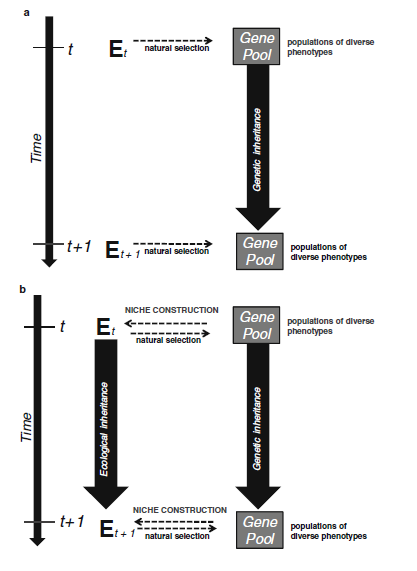 a
t
Et
natural selection
Gene
Pool
populations of diverse
phenotypes
Time
Genetic inheritance
t+1
Et+1
natural selection
Gene
Pool
populations of
diverse phenotypes
b
t
Et
NICHE CONSTRUCTION
natural selection
Gene
Pool
populations of diverse
phenotypes
Time
Ecological inheritance
Genetic inheritance
t+1
Et+1
NICHE CONSTRUCTION
natural selection
Gene
Pool
populations of
diverse phenotypes